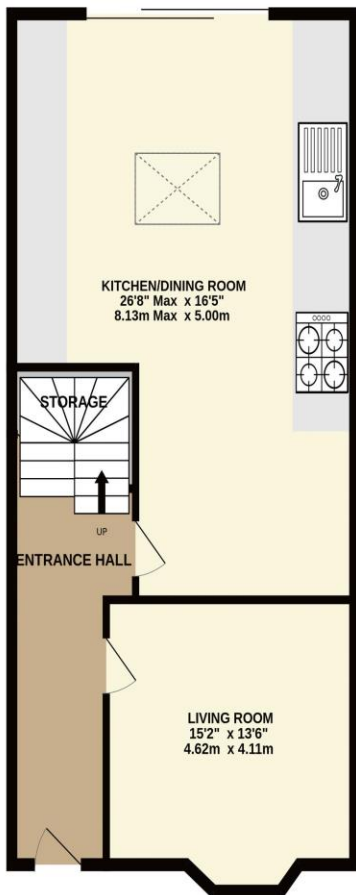 KITCHEN/DINING ROOM
26'8" Max x 16'5"
8.13m Max x 5.00m
STORAGE
UP
ENTRANCE HALL
LIVING ROOM
15'2" x 13'6"
4.62m x 4.11m